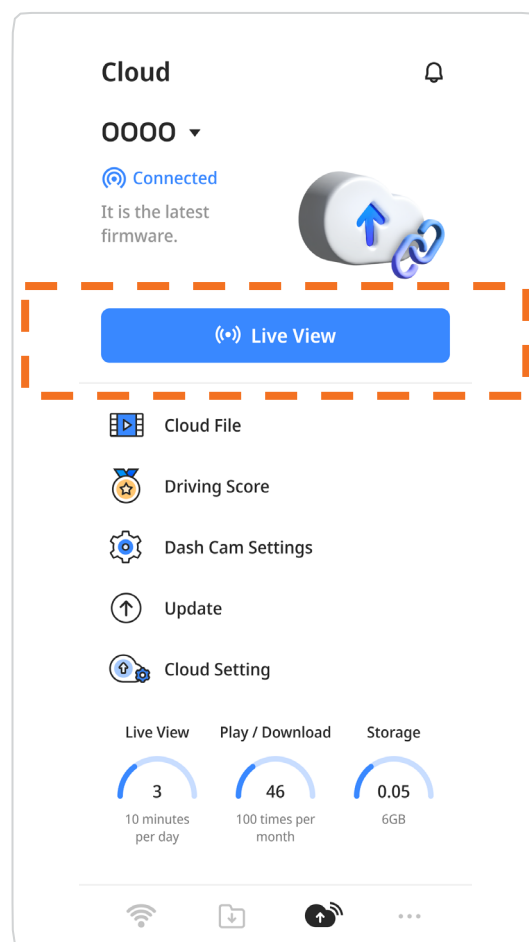 Cloud
OOOO
Connected
It is the latest
firmware.
Live View
Cloud File
Driving Score
Dash Cam Settings
Update
Cloud Setting
Live View Play / Download Storage
3 46 0.05
10 minutes 100 times per 6GB
per day month